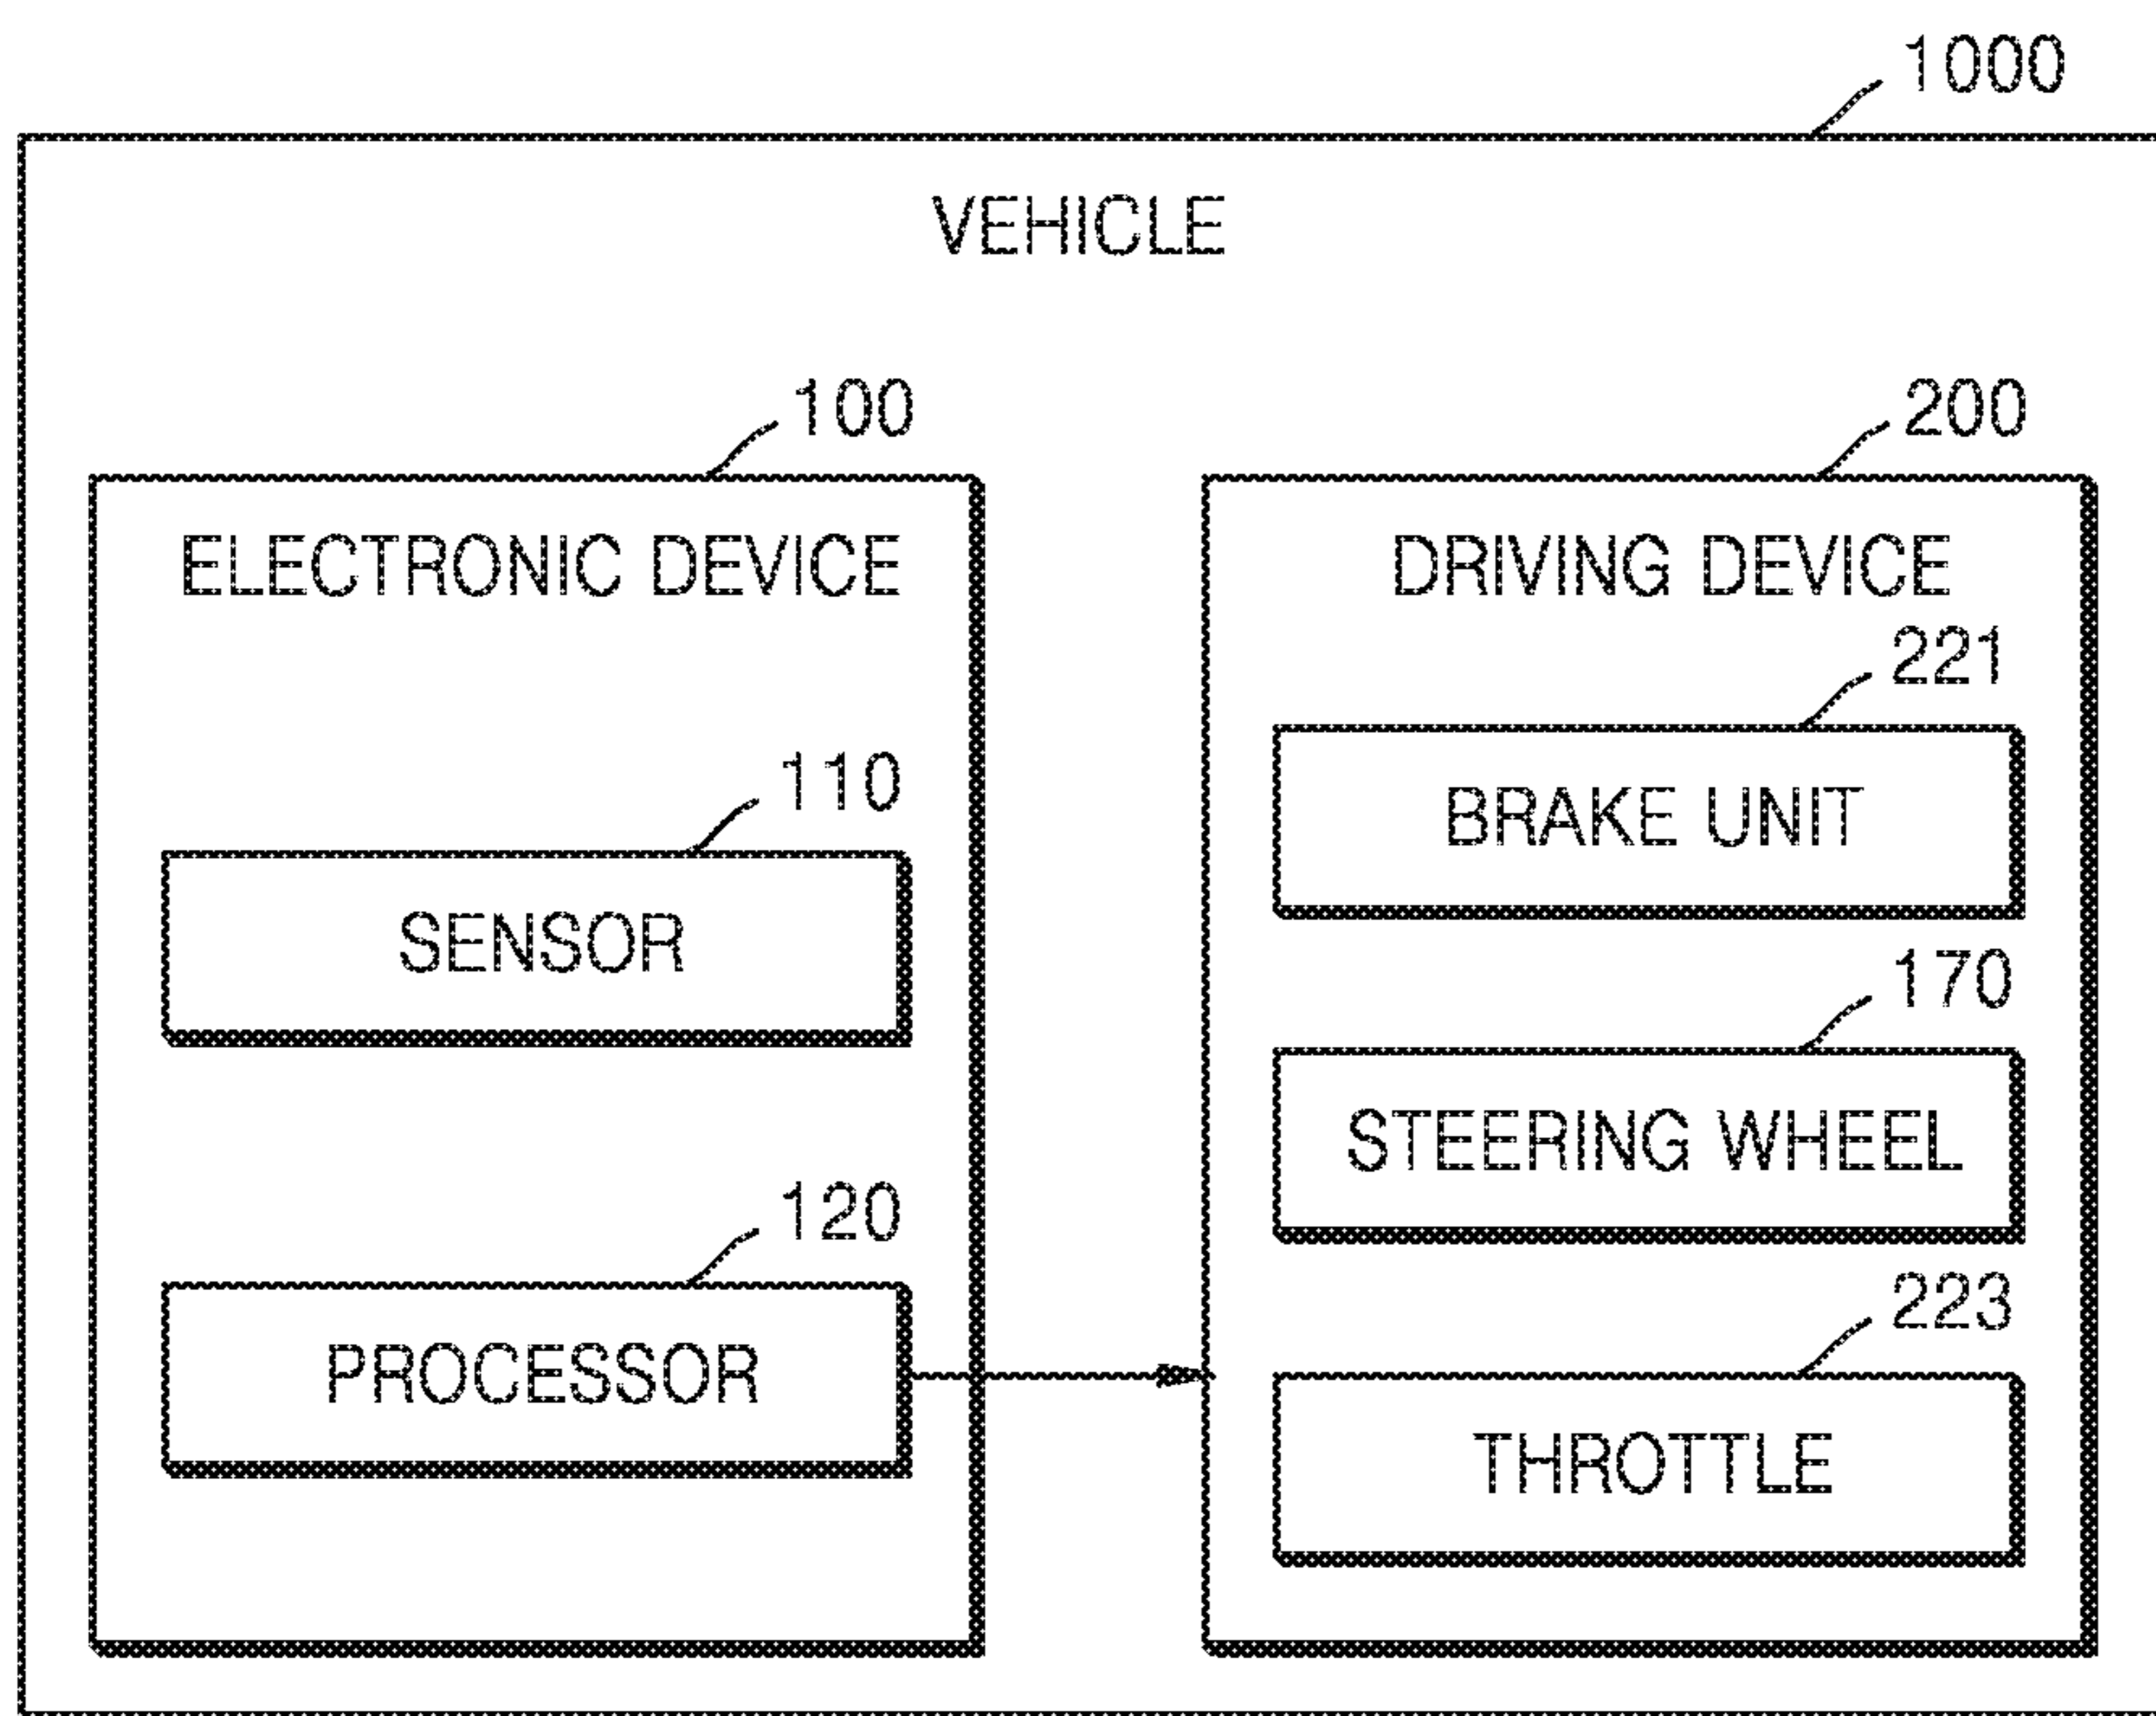 1000
VEHICLE
100
ELECTRONIC DEVICE
110
SENSOR
120
PROCESSOR
200
DRIVING DEVICE
221
BRAKE UNIT
170
STEERING WHEEL
223
THROTTLE